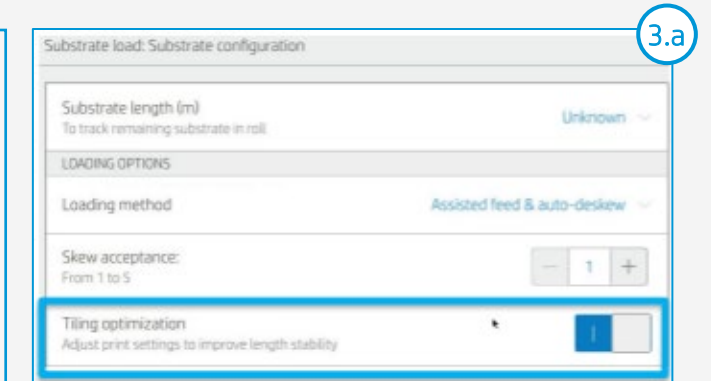 3.a
Substrate load: Substrate configuration
Substrate length (m)
Unknown
To track remaining substrate in roll
LOADING OPTIONS
Loading method
Assisted feed & auto-deskew
Skew acceptance:
From 1 to 5
− 1 +
Tiling optimization
Adjust print settings to improve length stability